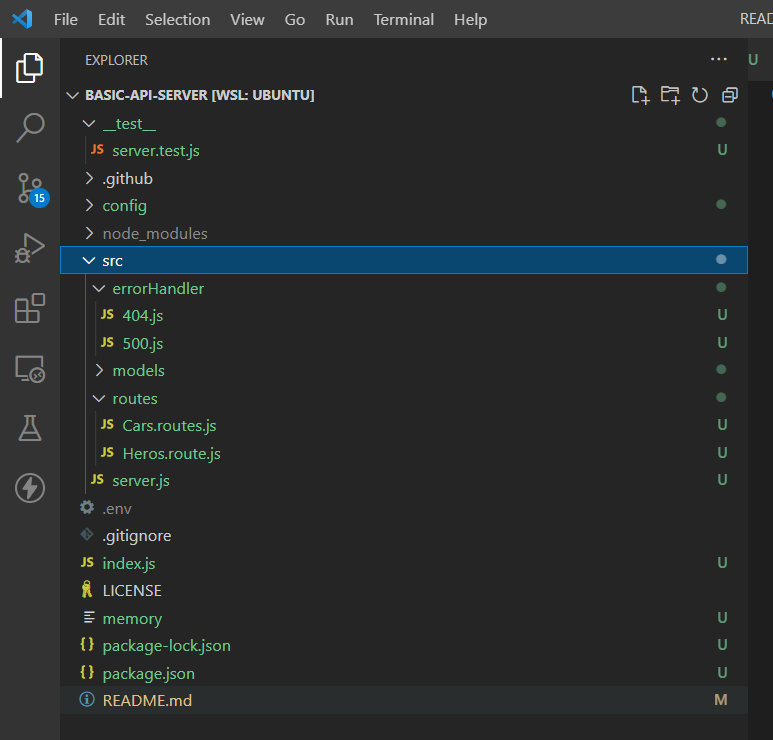 File Edit Selection View Go Run Terminal Help READ
EXPLORER
U
BASIC-API-SERVER [WSL: UBUNTU]
__test__
JS server.test.js U
.github
15
config
node_modules
src
errorHandler
JS 404.js U
JS 500.js U
models
routes
JS Cars.routes.js U
JS Heros.route.js U
JS server.js U
.env
.gitignore
JS index.js U
LICENSE
memory U
{} package-lock.json U
{} package.json U
README.md M